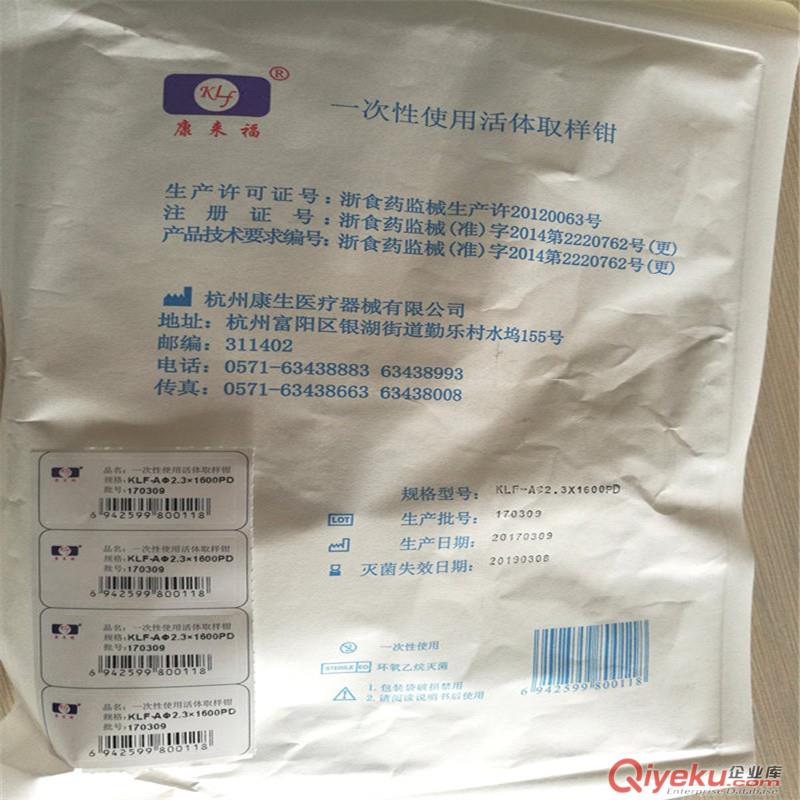 KLf ®
康来福
一次性使用活体取样钳
生产许可证号：浙食药监械生产许20120063号
注册证号：浙食药监械(准)字2014第2220762号(更)
产品技术要求编号：浙食药监械(准)字2014第2220762号(更)
杭州康生医疗器械有限公司
地址：杭州富阳区银湖街道勤乐村水坞155号
邮编：311402
电话：0571-63438883 63438993
传真：0571-63438663 63438008
品名：一次性使用活体取样钳
规格：KLF-AΦ2.3×1600PD
批号：170309
6 942599 800118
品名：一次性使用活体取样钳
规格：KLF-AΦ2.3×1600PD
批号：170309
6 942599 800118
品名：一次性使用活体取样钳
规格：KLF-AΦ2.3×1600PD
批号：170309
6 942599 800118
品名：一次性使用活体取样钳
规格：KLF-AΦ2.3×1600PD
批号：170309
6 942599 800118
规格型号：KLF-AΦ2.3X1600PD
LOT 生产批号：170309
生产日期：20170309
灭菌失效日期：20190308
一次性使用
STERILE EO 环氧乙烷灭菌
1. 包装袋破损禁用
2. 请阅读说明书后使用
6 942599 800118
Qiyeku.com企业库
Enterprise Database